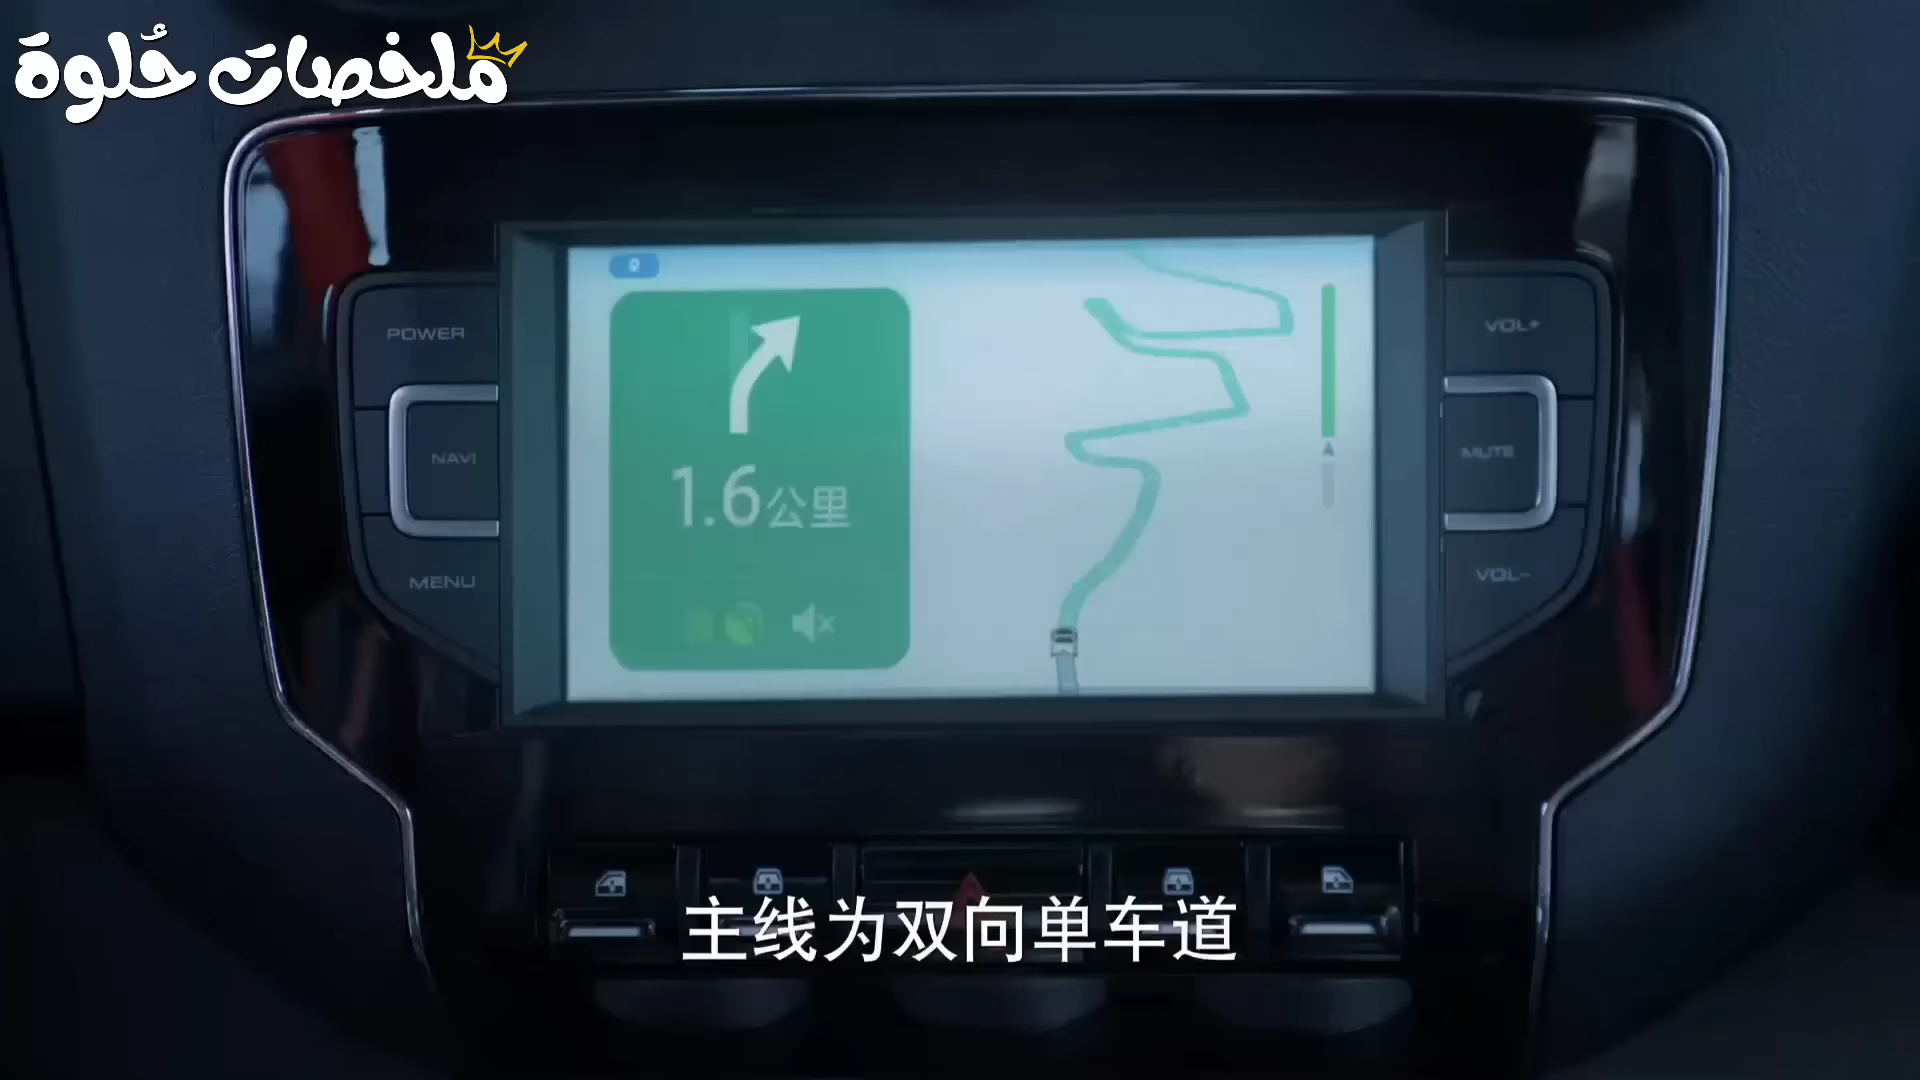 ملخصات حُلوة
POWER
VOL+
NAVI
MUTE
1.6公里
MENU
VOL-
主线为双向单车道